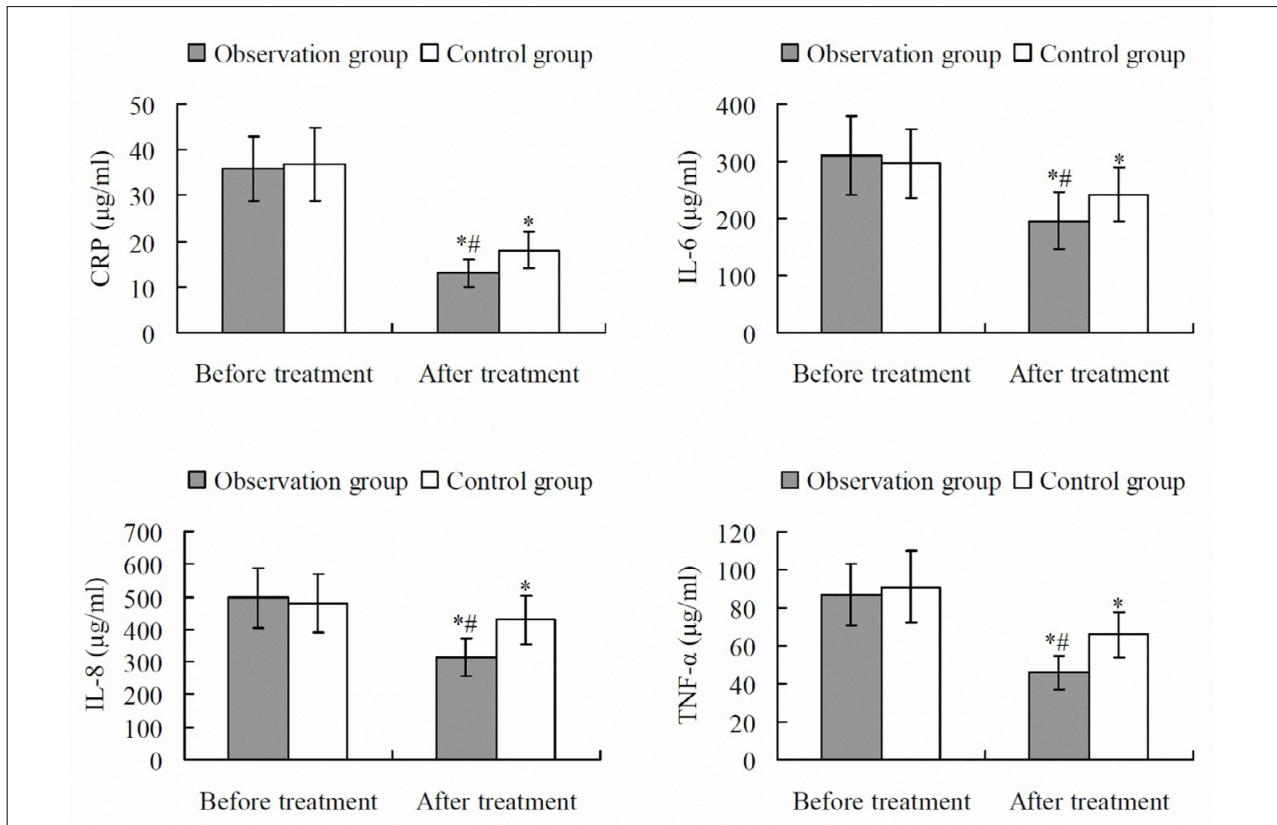 Observation group Control group
CRP (μg/ml)
50
40
30
20
10
0
*#
*
Before treatment After treatment
Observation group Control group
IL-6 (μg/ml)
400
300
200
100
0
*#
*
Before treatment After treatment
Observation group Control group
IL-8 (μg/ml)
700
600
500
400
300
200
100
0
*#
*
Before treatment After treatment
Observation group Control group
TNF-α (μg/ml)
120
100
80
60
40
20
0
*#
*
Before treatment After treatment